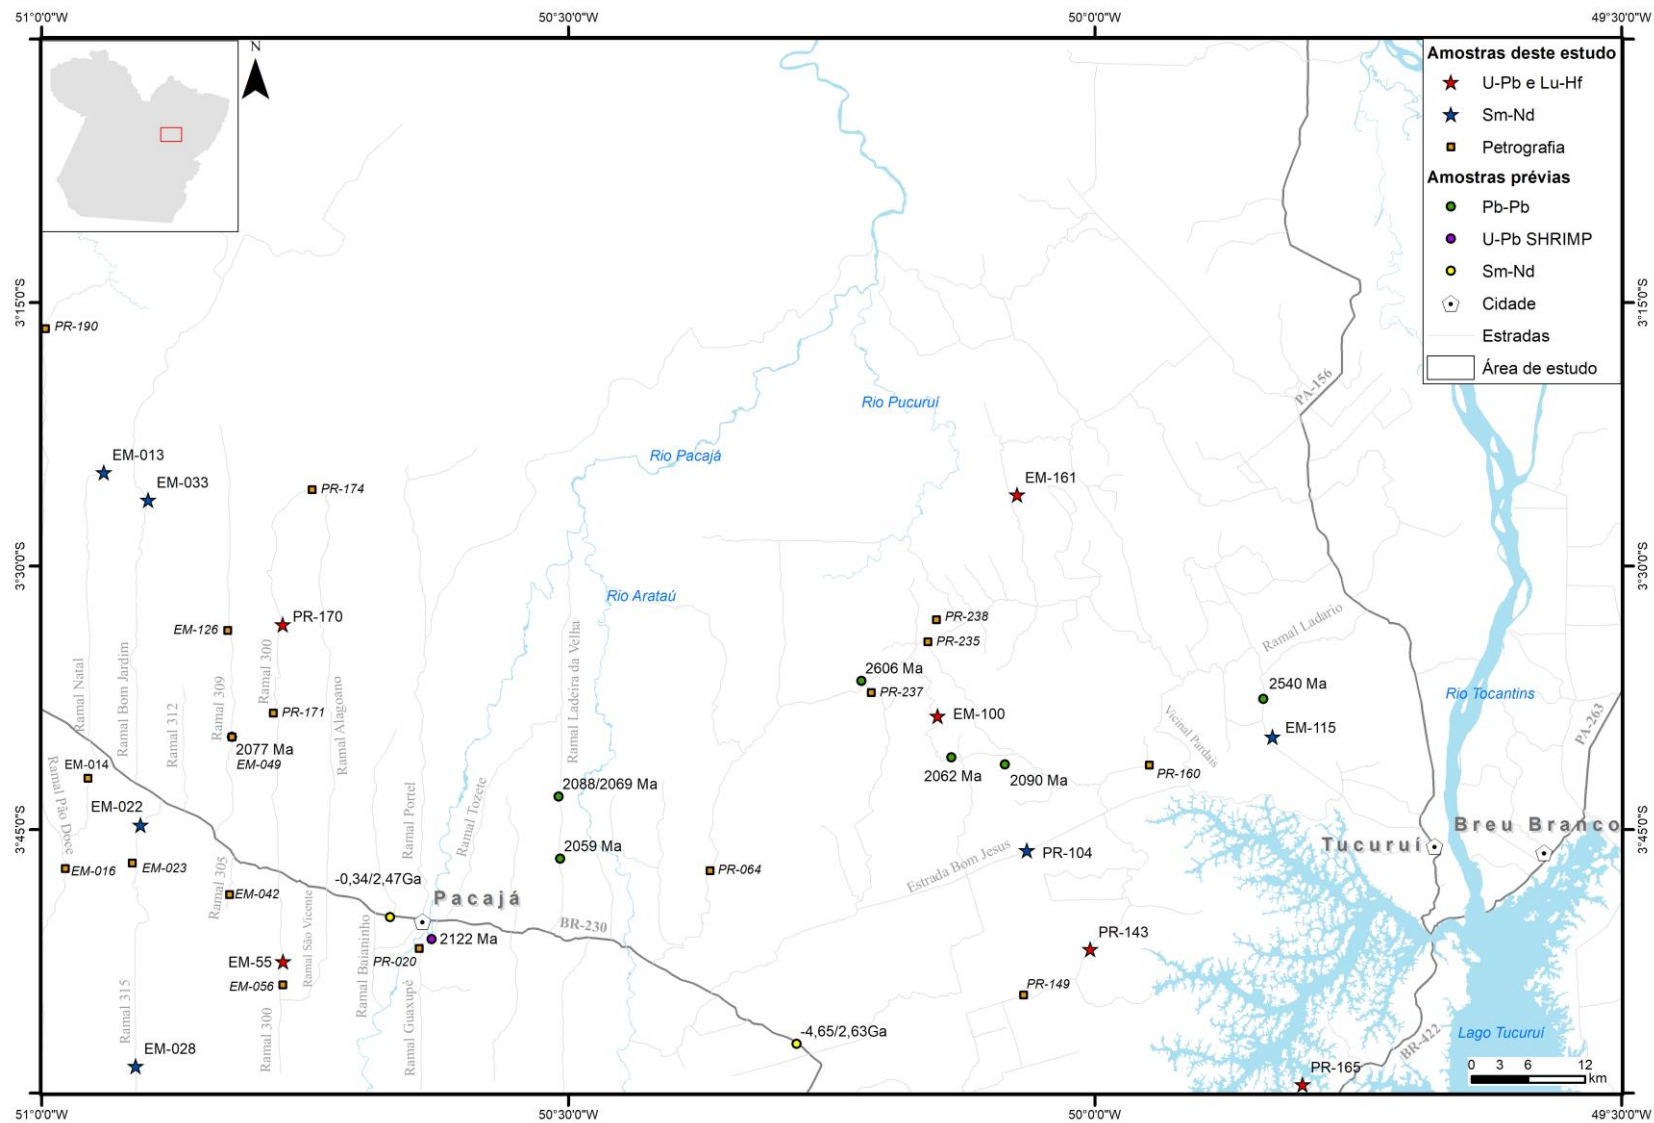 51°0'0"W
50°30'0"W
50°0'0"W
49°30'0"W
N
Amostras deste estudo
U-Pb e Lu-Hf
Sm-Nd
Petrografia
Amostras prévias
Pb-Pb
U-Pb SHRIMP
Sm-Nd
Cidade
Estradas
Área de estudo
3°15'0"S
3°15'0"S
PR-190
PA-156
Rio Pucuruí
Rio Pacajá
EM-013
EM-033
PR-174
EM-161
3°30'0"S
3°30'0"S
Rio Arataú
EM-126
PR-170
PR-238
PR-235
Ramal Ladario
Ramal Natal
Ramal Bom Jardim
Ramal 312
Ramal 309
Ramal 300
Ramal Alagoano
Ramal Ladeira da Velha
2606 Ma
PR-237
2540 Ma
Rio Tocantins
PR-171
EM-100
EM-115
PA-263
Vicinal Pardais
2077 Ma
EM-049
EM-014
Ramal Pão Doce
2062 Ma
2090 Ma
PR-160
2088/2069 Ma
Ramal Portel
Ramal Tozete
EM-022
3°45'0"S
3°45'0"S
Breu Branco
Tucuruí
2059 Ma
PR-104
Estrada Bom Jesus
EM-016
EM-023
PR-064
-0,34/2,47Ga
Ramal 305
EM-042
Pacajá
BR-230
2122 Ma
PR-020
PR-143
EM-55
EM-056
Ramal São Vicente
Ramal Baianinho
Ramal Guaxupé
PR-149
Ramal 315
Ramal 300
-4,65/2,63Ga
Lago Tucuruí
BR-422
EM-028
PR-165
0 3 6 12
km
51°0'0"W
50°30'0"W
50°0'0"W
49°30'0"W